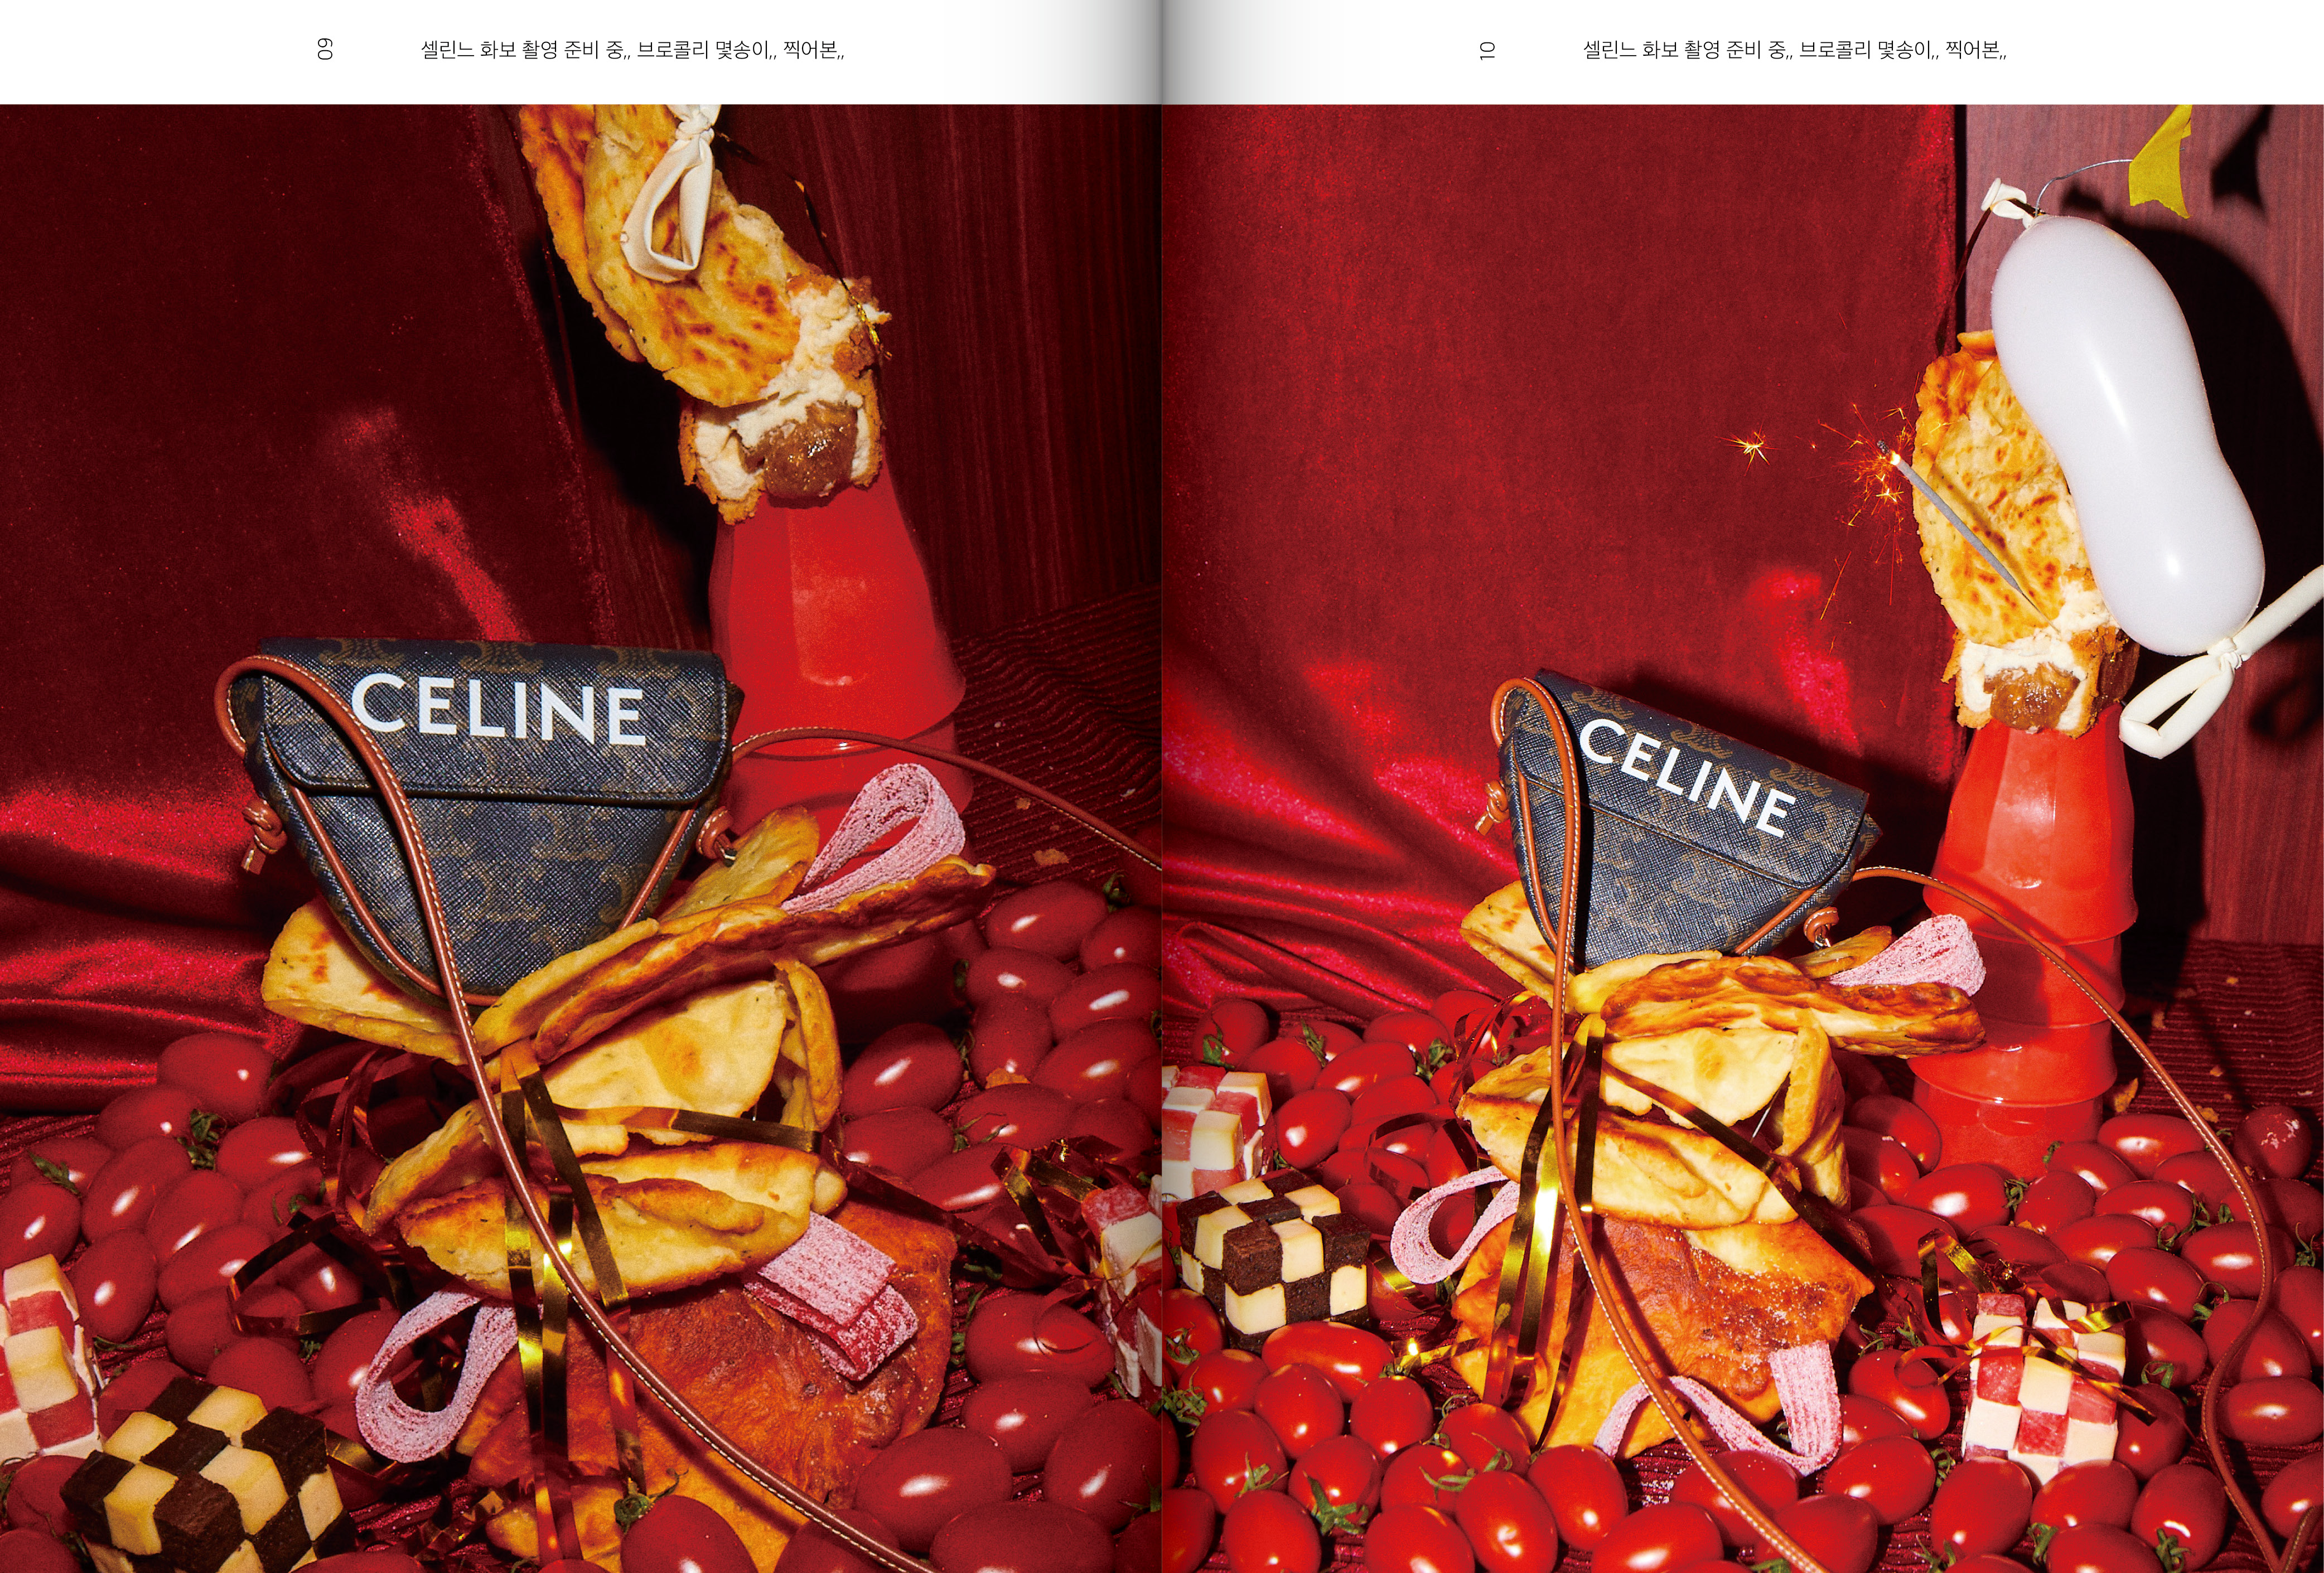 09
셀린느 화보 촬영 준비 중,, 브로콜리 몇송이,, 찍어본,,
CELINE
10
셀린느 화보 촬영 준비 중,, 브로콜리 몇송이,, 찍어본,,
CELINE